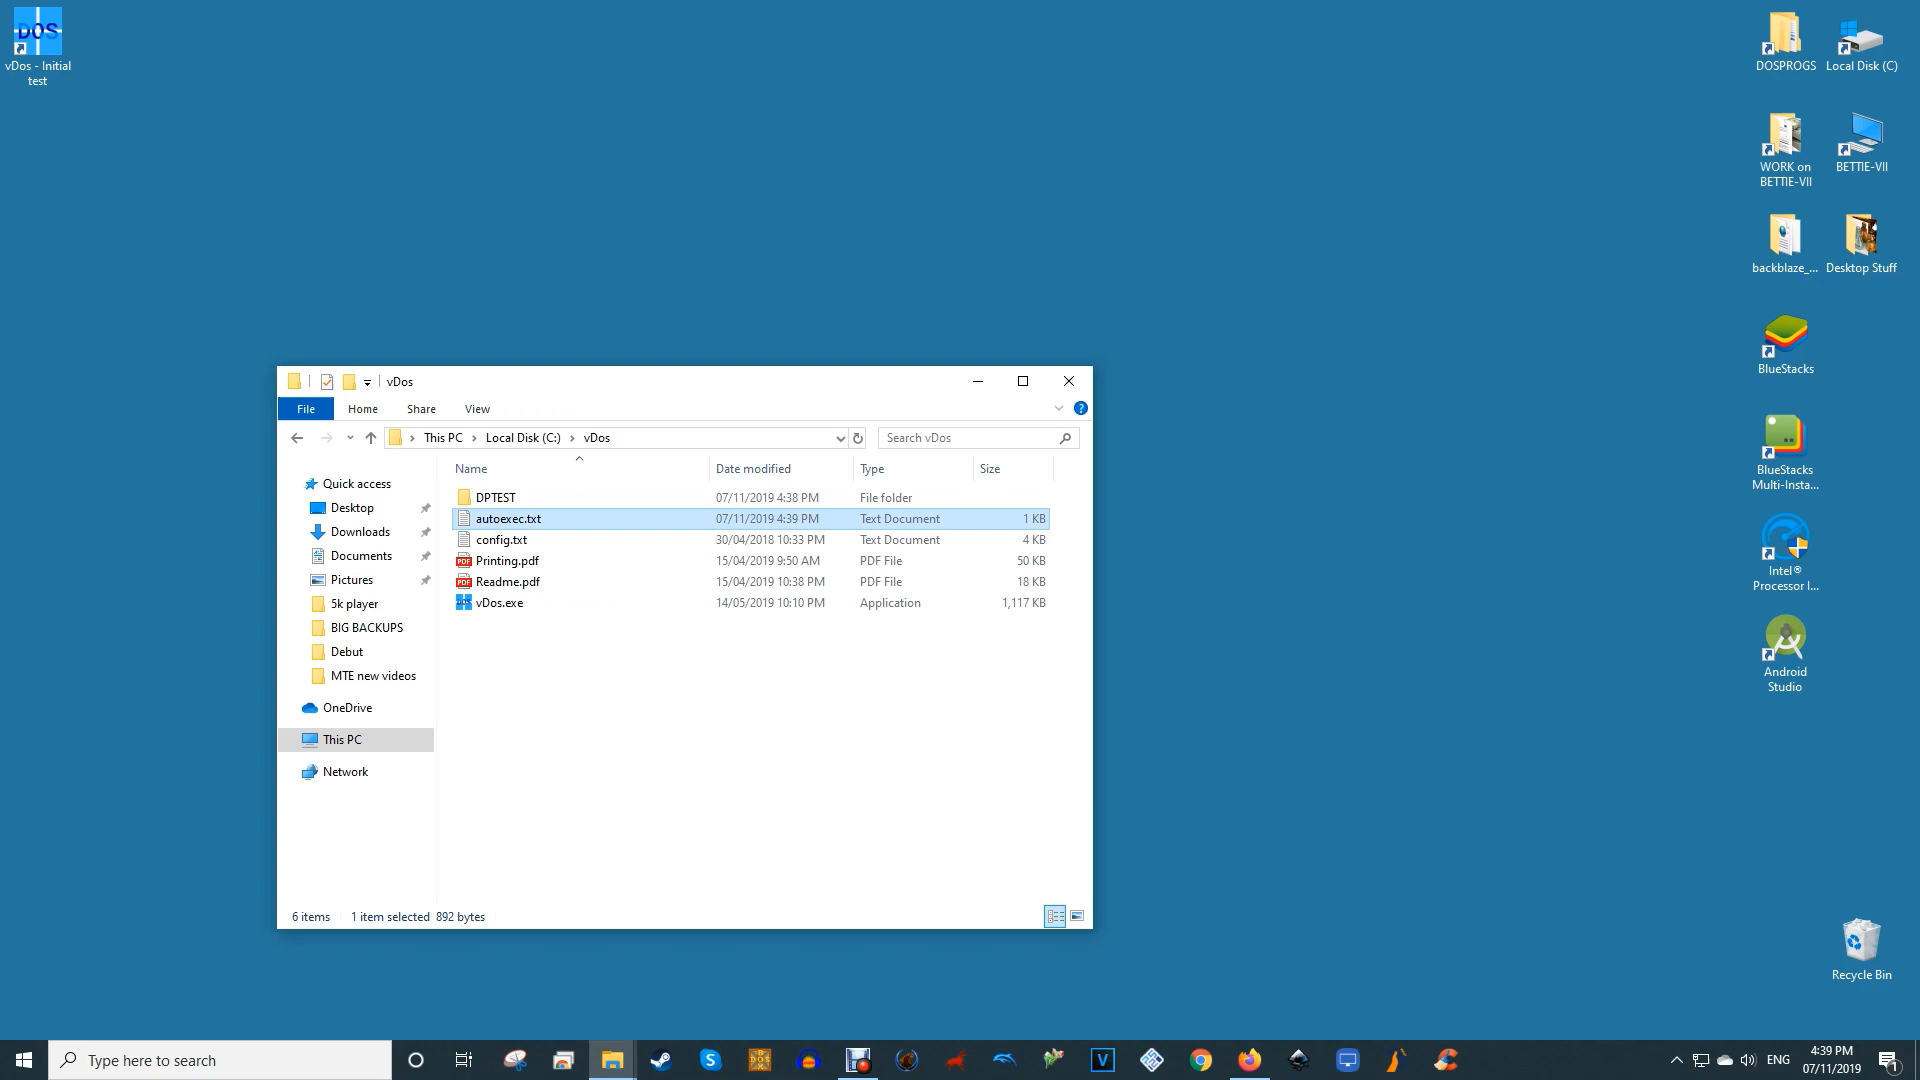 DOS
vDos - Initial
test
DOSPROGS
Local Disk (C)
WORK on
BETTIE-VII
BETTIE-VII
backblaze_...
Desktop Stuff
BlueStacks
BlueStacks
Multi-Insta...
Intel®
Processor I...
Android
Studio
Recycle Bin
vDos
File
Home
Share
View
This PC
Local Disk (C:)
vDos
Search vDos
Name
Date modified
Type
Size
DPTEST 07/11/2019 4:38 PM File folder
autoexec.txt 07/11/2019 4:39 PM Text Document 1 KB
config.txt 30/04/2018 10:33 PM Text Document 4 KB
Printing.pdf 15/04/2019 9:50 AM PDF File 50 KB
Readme.pdf 15/04/2019 10:38 PM PDF File 18 KB
vDos.exe 14/05/2019 10:10 PM Application 1,117 KB
Quick access
Desktop
Downloads
Documents
Pictures
5k player
BIG BACKUPS
Debut
MTE new videos
OneDrive
This PC
Network
6 items 1 item selected 892 bytes
Type here to search
ENG
4:39 PM
07/11/2019
1